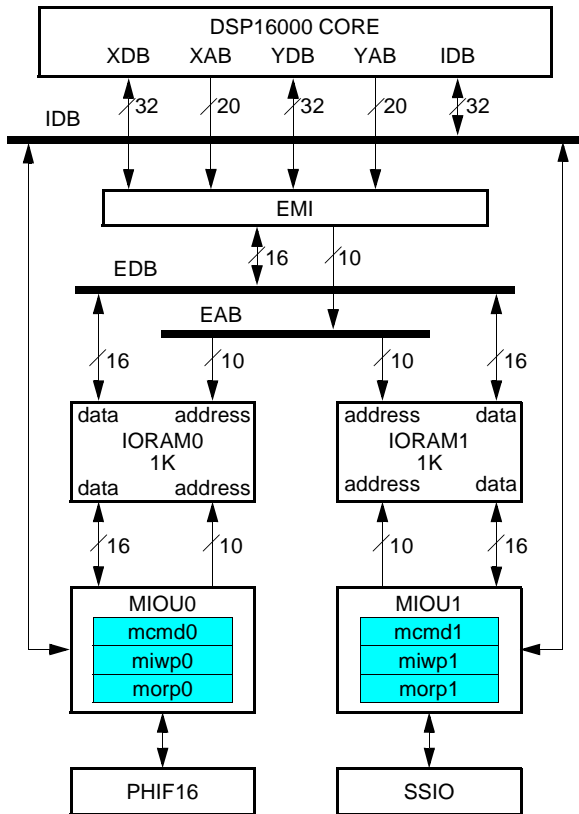 DSP16000 CORE
XDB XAB YDB YAB IDB
32 20 32 20 32
IDB
EMI
16 10
EDB
EAB
16 10 10 16
data address address data
IORAM0 IORAM1
1K 1K
data address address data
16 10 10 16
MIOU0 MIOU1
mcmd0 mcmd1
miwp0 miwp1
morp0 morp1
PHIF16 SSIO